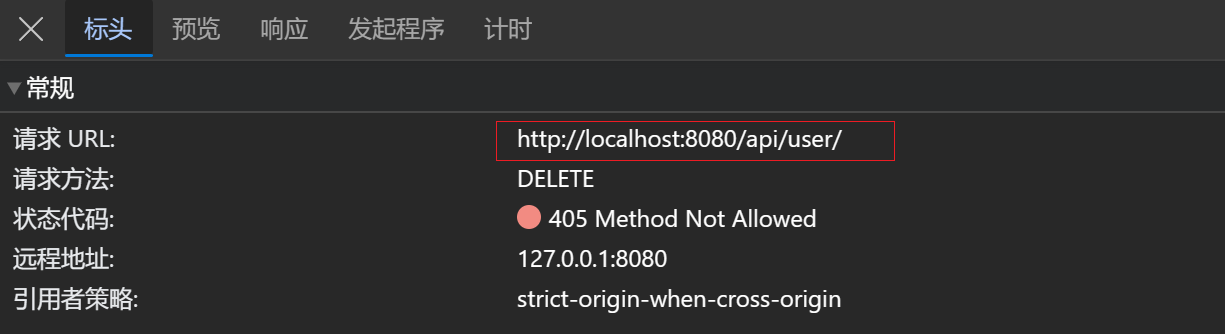 标头 预览 响应 发起程序 计时
常规
请求 URL: http://localhost:8080/api/user/
请求方法: DELETE
状态代码: 405 Method Not Allowed
远程地址: 127.0.0.1:8080
引用者策略: strict-origin-when-cross-origin